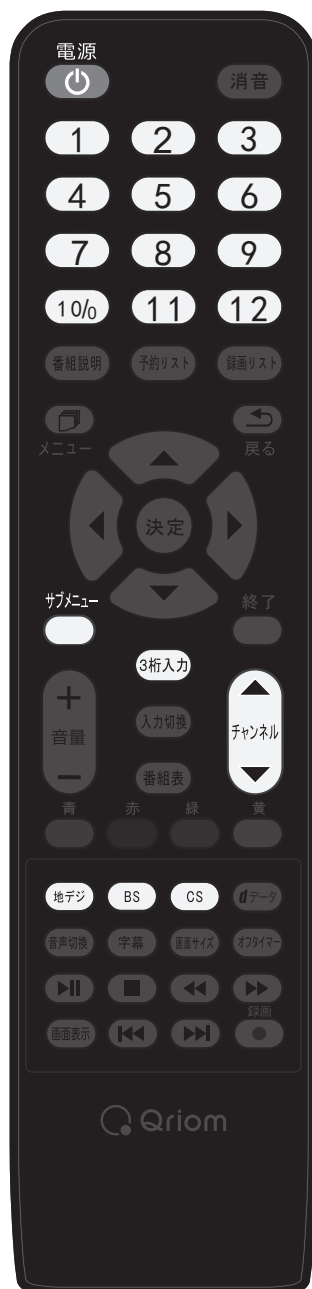 電源
消音
1 2 3
4 5 6
7 8 9
10/0 11 12
番組説明 予約リスト 録画リスト
メニュー 戻る
決定
サブメニュー 終了
3桁入力
+
音量
−
入力切換
チャンネル
番組表
青 赤 緑 黄
地デジ BS CS dデータ
音声切換 字幕 画面サイズ オフタイマー
録画
画面表示
Qriom